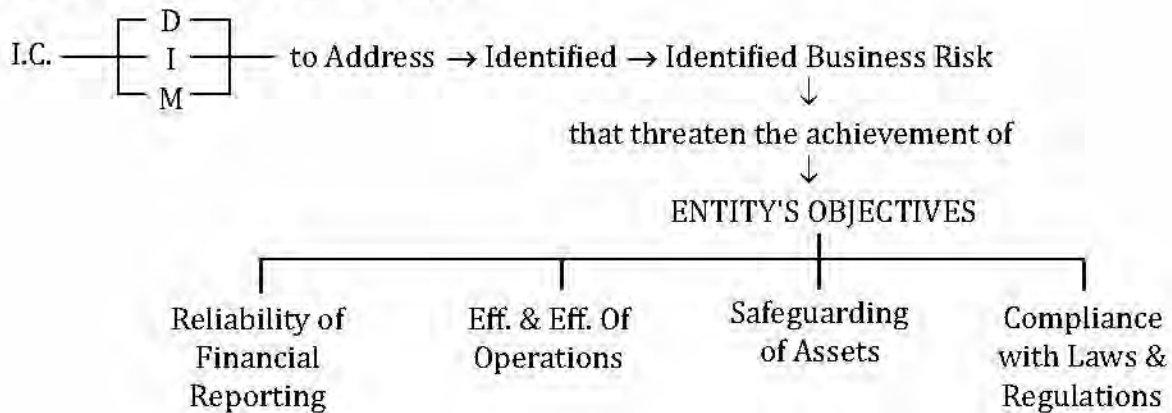 D
I.C. I to Address → Identified → Identified Business Risk
M
↓
that threaten the achievement of
↓
ENTITY'S OBJECTIVES
Reliability of
Financial
Reporting
Eff. & Eff. Of
Operations
Safeguarding
of Assets
Compliance
with Laws &
Regulations